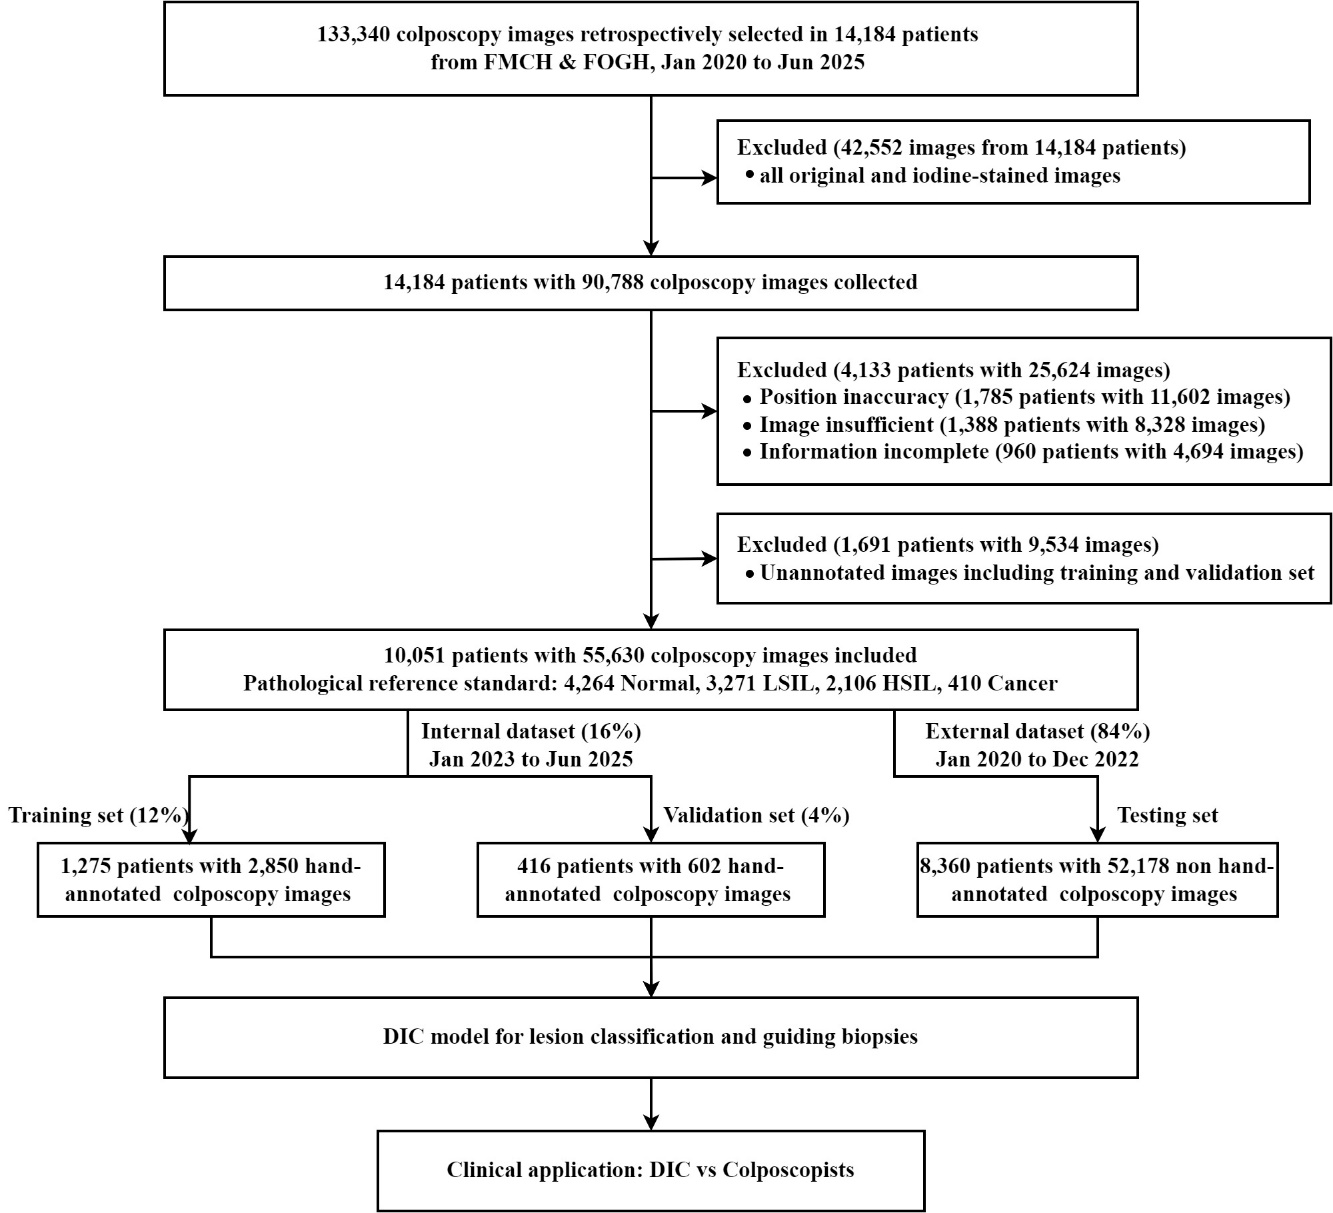 133,340 colposcopy images retrospectively selected in 14,184 patients
from FMCH & FOGH, Jan 2020 to Jun 2025
Excluded (42,552 images from 14,184 patients)
• all original and iodine-stained images
14,184 patients with 90,788 colposcopy images collected
Excluded (4,133 patients with 25,624 images)
• Position inaccuracy (1,785 patients with 11,602 images)
• Image insufficient (1,388 patients with 8,328 images)
• Information incomplete (960 patients with 4,694 images)
Excluded (1,691 patients with 9,534 images)
• Unannotated images including training and validation set
10,051 patients with 55,630 colposcopy images included
Pathological reference standard: 4,264 Normal, 3,271 LSIL, 2,106 HSIL, 410 Cancer
Internal dataset (16%)
Jan 2023 to Jun 2025
External dataset (84%)
Jan 2020 to Dec 2022
Training set (12%)
Validation set (4%)
Testing set
1,275 patients with 2,850 hand-
annotated colposcopy images
416 patients with 602 hand-
annotated colposcopy images
8,360 patients with 52,178 non hand-
annotated colposcopy images
DIC model for lesion classification and guiding biopsies
Clinical application: DIC vs Colposcopists